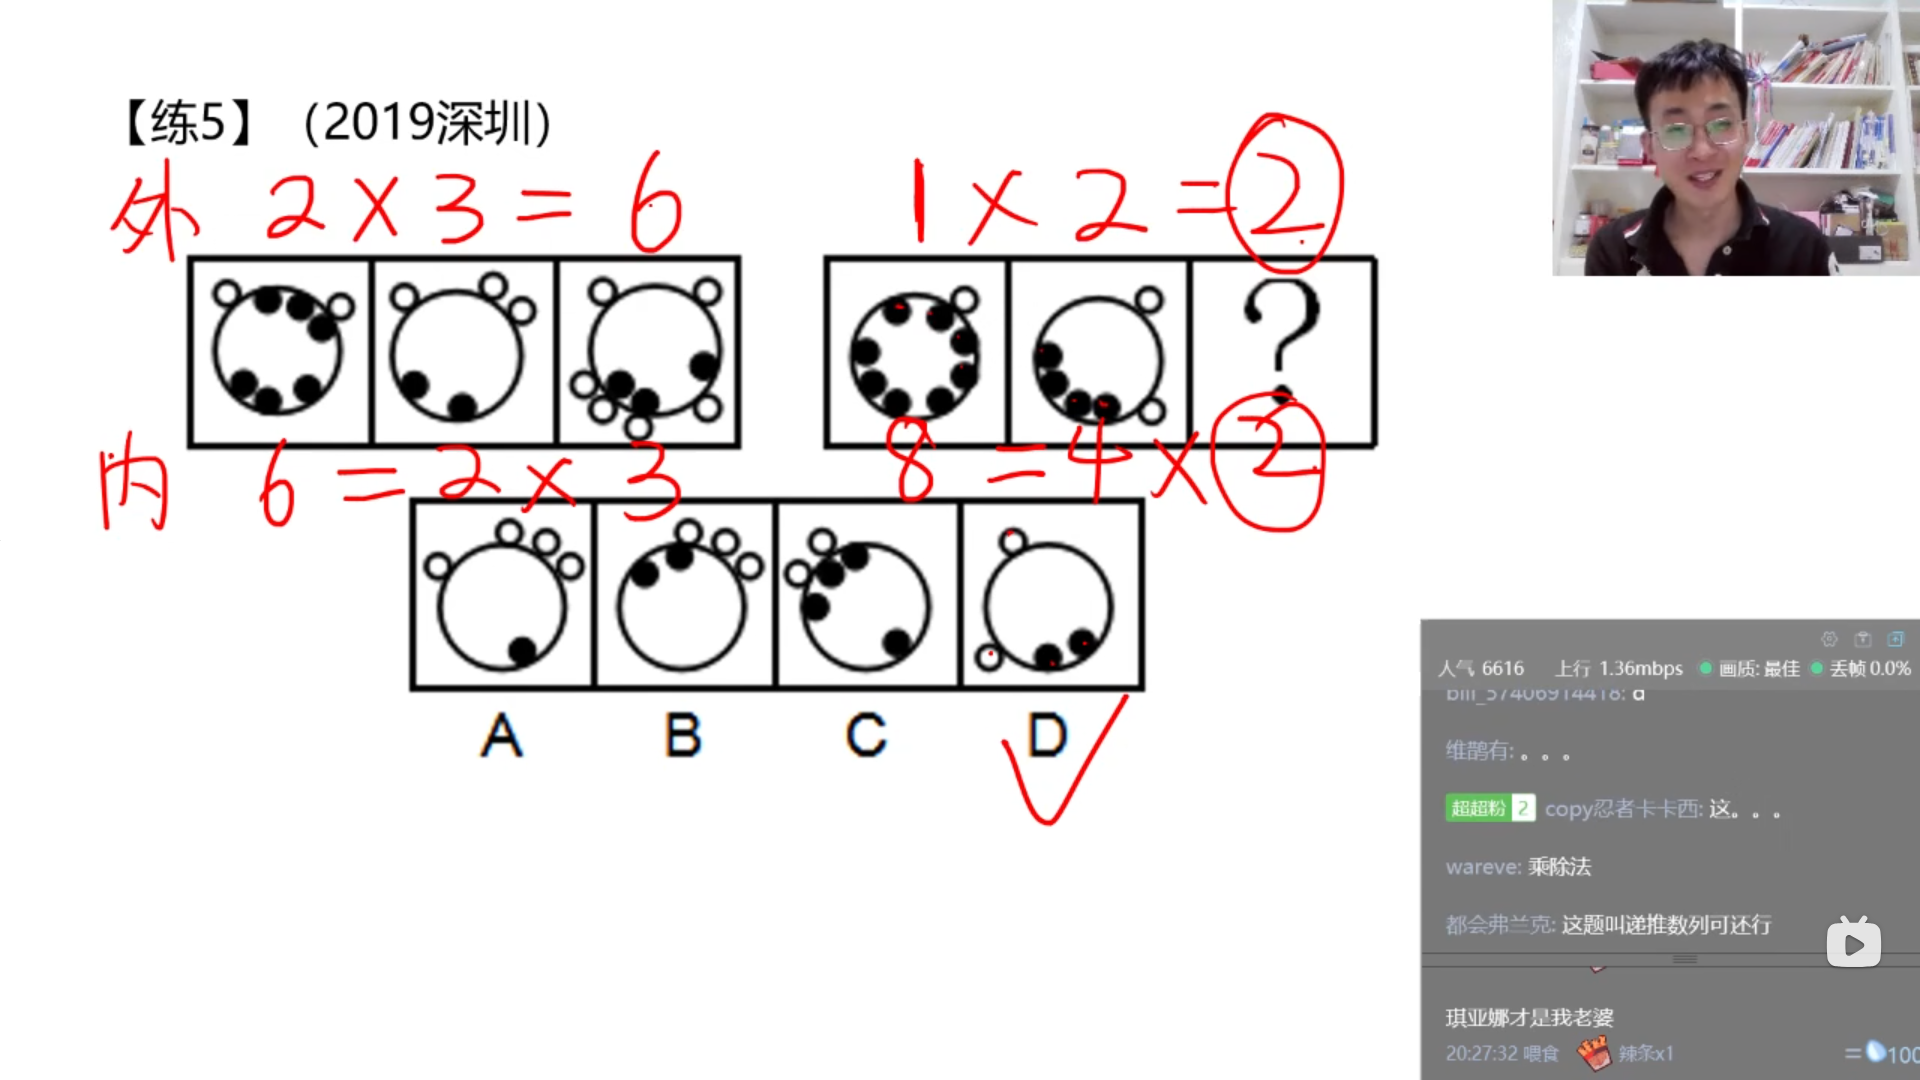 【练5】（2019深圳）
外 2×3=6
1×2=2
?
内 6=2×3
8=4×2
A B C D
人气 6616 上行 1.36mbps 画质: 最佳 丢帧 0.0%
bili_57406914418: d
维鹊有: 。。。
超超粉 2 copy忍者卡卡西: 这。。。
wareve: 乘除法
都会弗兰克: 这题叫递推数列可还行
琪亚娜才是我老婆
20:27:32 喂食 辣条x1
=100